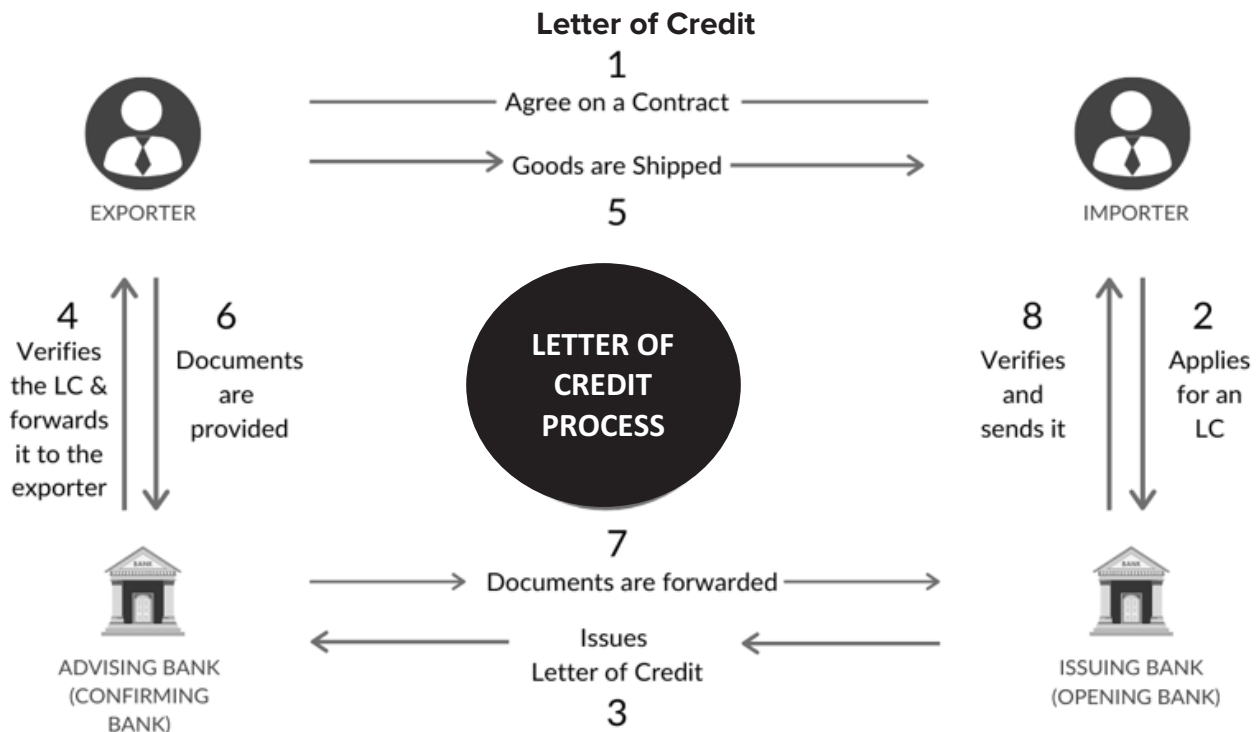 Letter of Credit
1
Agree on a Contract
Goods are Shipped
5
EXPORTER
IMPORTER
4
Verifies
the LC &
forwards
it to the
exporter
6
Documents
are
provided
LETTER OF
CREDIT
PROCESS
8
Verifies
and
sends it
2
Applies
for an
LC
7
Documents are forwarded
Issues
Letter of Credit
3
BANK
ADVISING BANK
(CONFIRMING
BANK)
BANK
ISSUING BANK
(OPENING BANK)